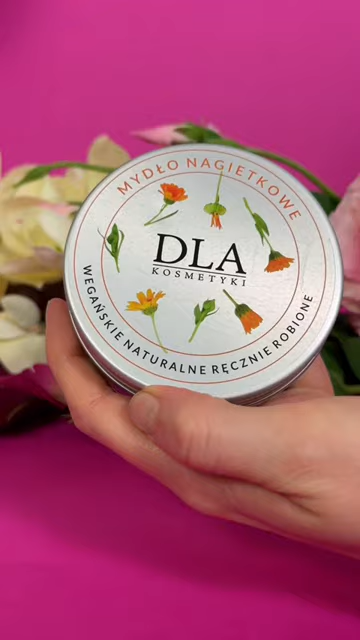 MYDŁO NAGIETKOWE
DLA
KOSMETYKI
WEGAŃSKIE NATURALNE RĘCZNIE ROBIONE